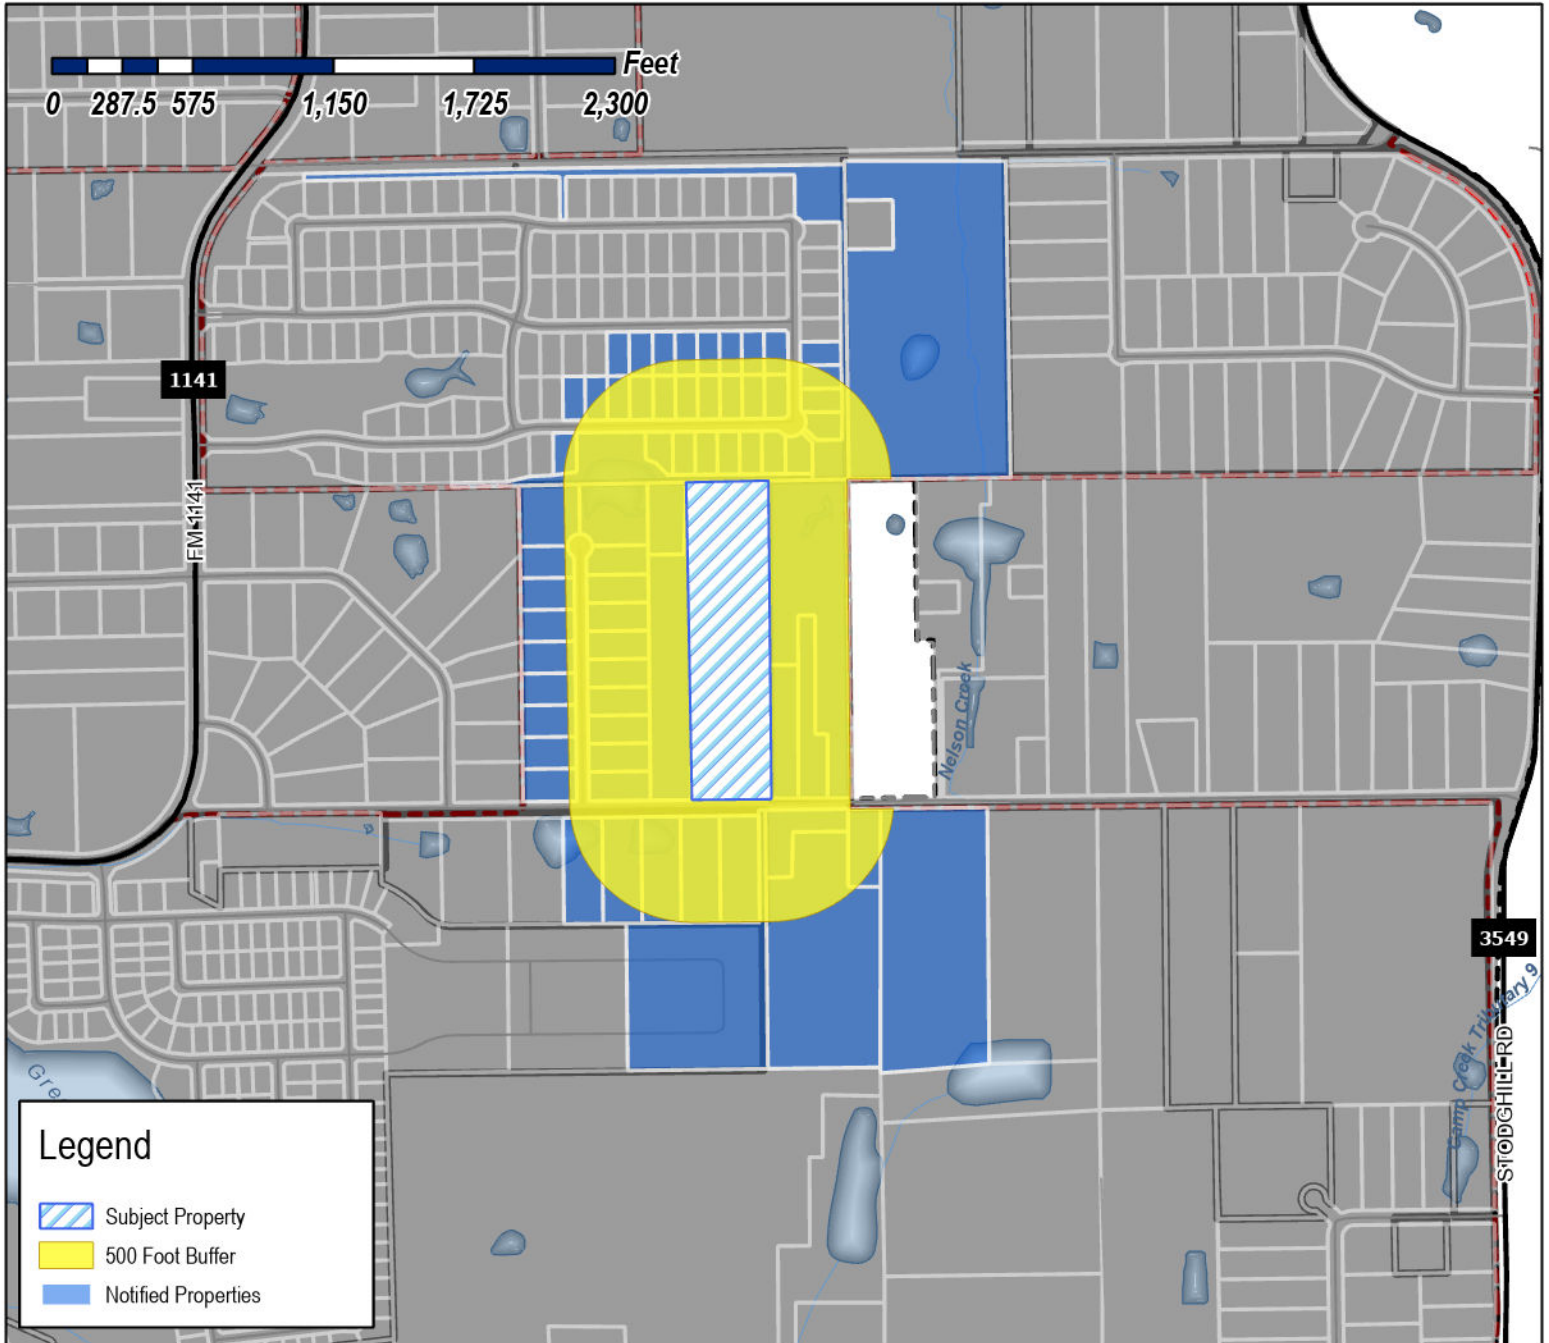 Feet
0 287.5 575 1,150 1,725 2,300
1141
FM 1141
Nelson Creek
3549
Camp Creek Tributary 9
STODGHILL RD
Gre
Legend
Subject Property
500 Foot Buffer
Notified Properties